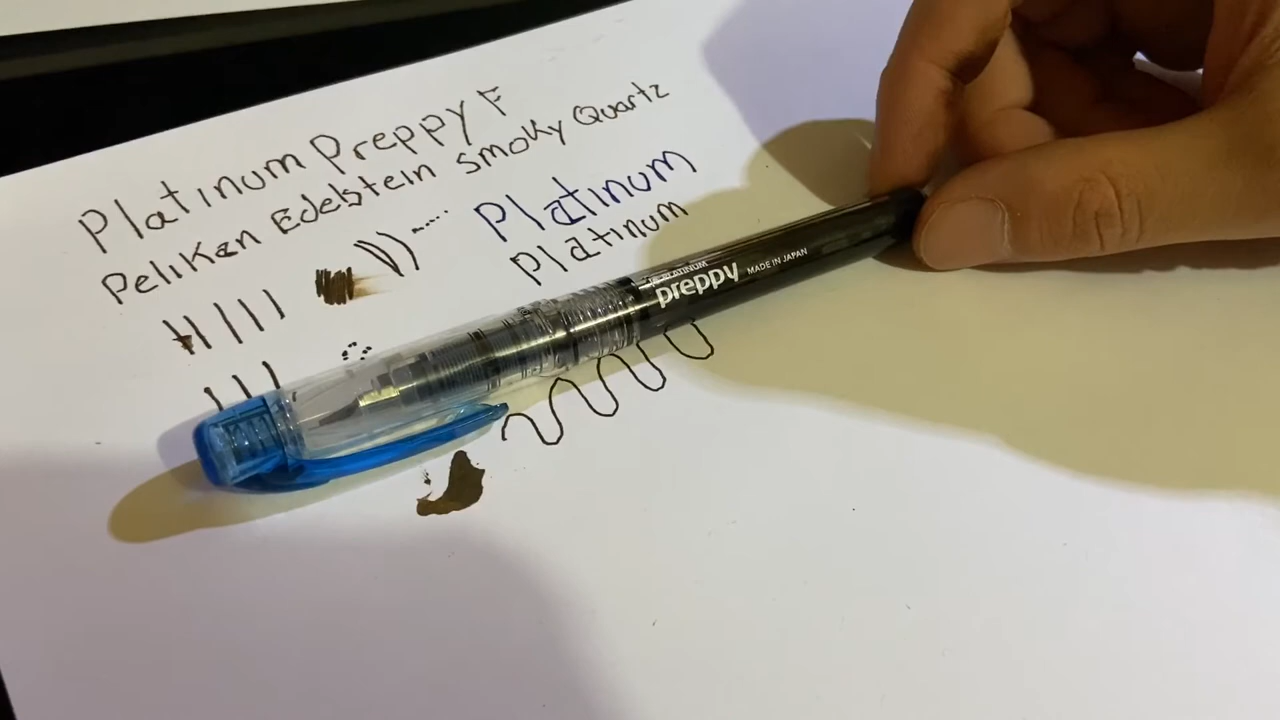 Platinum Preppy F
Pelikan Edelstein Smoky Quartz
Platinum
Platinum
PLATINUM
preppy MADE IN JAPAN